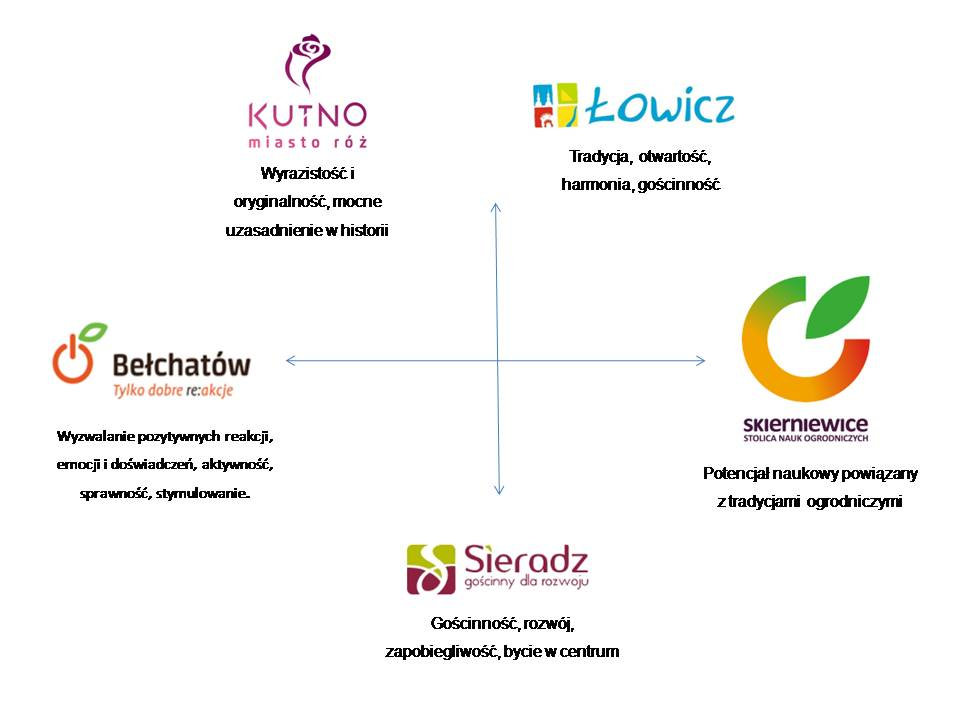 KUTNO
miasto róż
Wyrazistość i
oryginalność, mocne
uzasadnienie w historii
Łowicz
Tradycja, otwartość,
harmonia, gościnność
Bełchatów
Tylko dobre re:akcje
Wyzwalanie pozytywnych reakcji,
emocji i doświadczeń, aktywność,
sprawność, stymulowanie.
SKIERNIEWICE
STOLICA NAUK OGRODNICZYCH
Potencjał naukowy powiązany
z tradycjami ogrodniczymi
Sieradz
gościnny dla rozwoju
Gościnność, rozwój,
zapobiegliwość, bycie w centrum